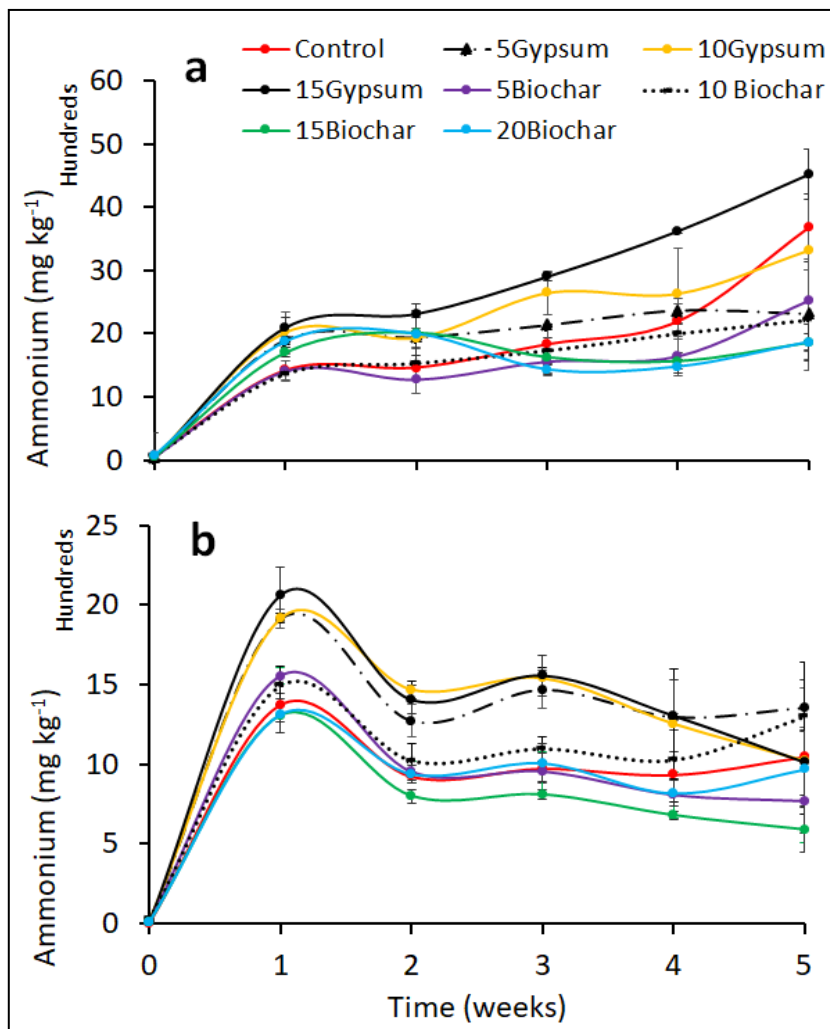 a
Control 5Gypsum 10Gypsum
15Gypsum 5Biochar 10 Biochar
15Biochar 20Biochar
60
50
40
30
20
10
0
Hundreds
Ammonium (mg kg⁻¹)
b
25
20
15
10
5
0
Hundreds
Ammonium (mg kg⁻¹)
0 1 2 3 4 5
Time (weeks)